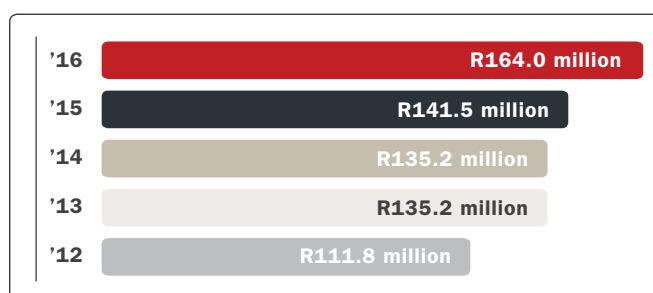 ’16 R164.0 million
’15 R141.5 million
’14 R135.2 million
’13 R135.2 million
’12 R111.8 million